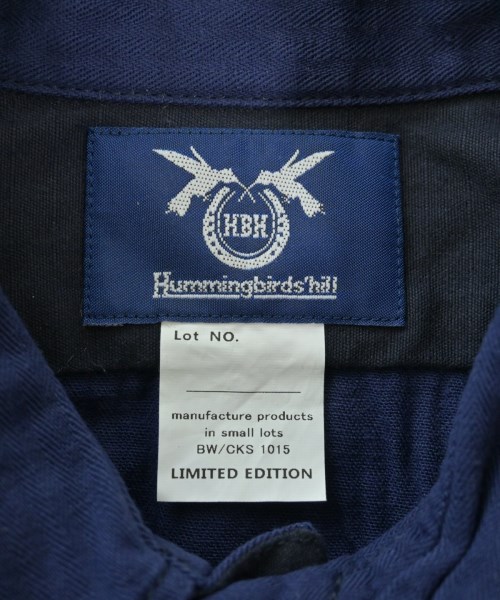 HBH
Hummingbirds'hill
Lot NO.
manufacture products
in small lots
BW/CKS 1015
LIMITED EDITION